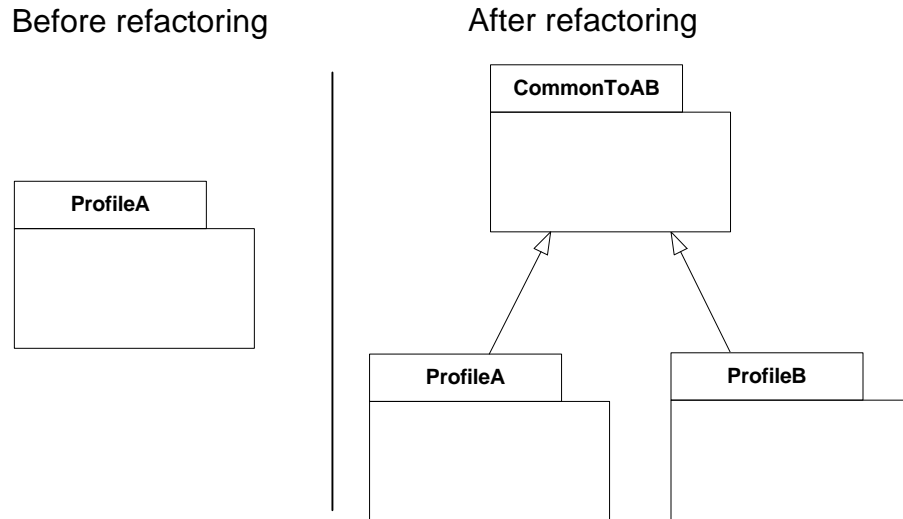 Before refactoring
After refactoring
CommonToAB
ProfileA
ProfileA
ProfileB